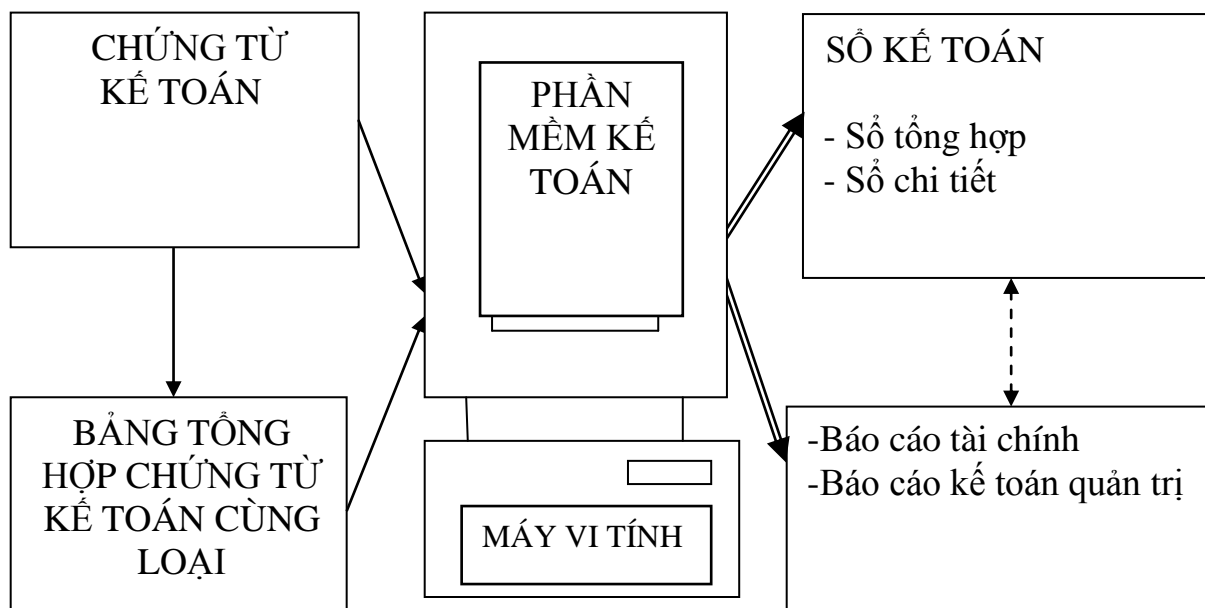 CHỨNG TỪ
KẾ TOÁN
BẢNG TỔNG
HỢP CHỨNG TỪ
KẾ TOÁN CÙNG
LOẠI
PHẦN
MỀM KẾ
TOÁN
MÁY VI TÍNH
SỔ KẾ TOÁN
- Sổ tổng hợp
- Sổ chi tiết
-Báo cáo tài chính
-Báo cáo kế toán quản trị